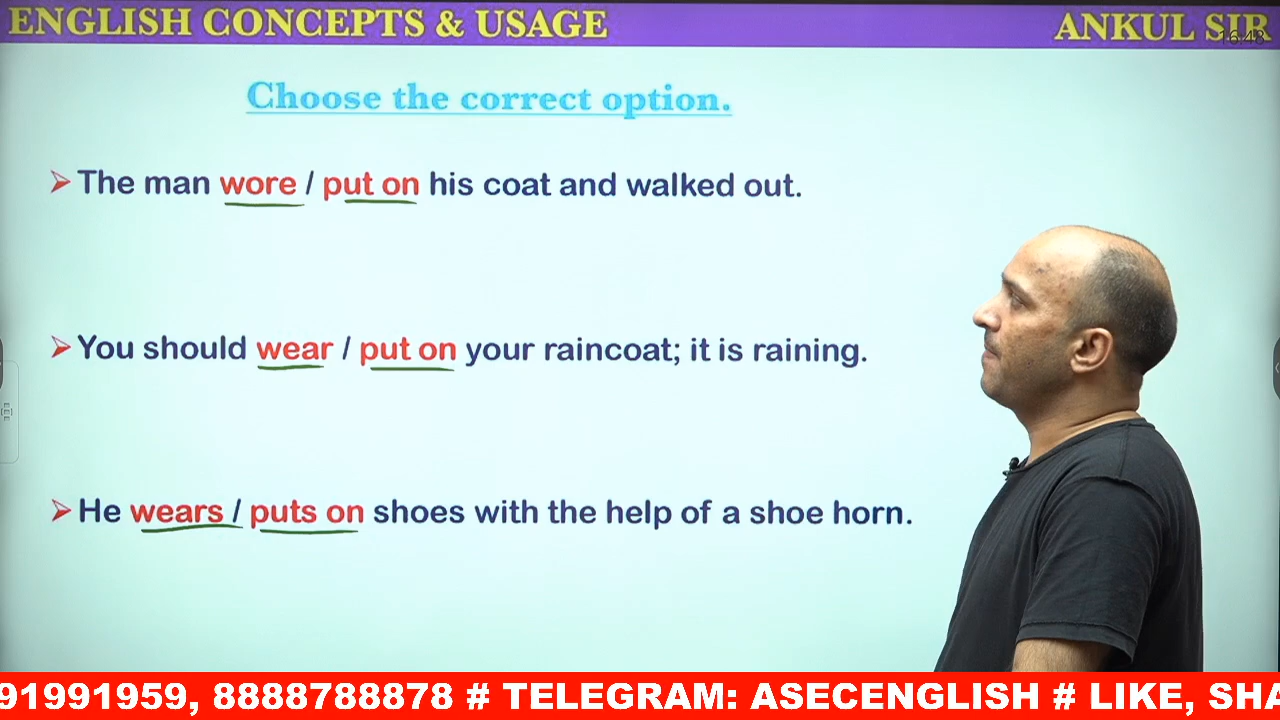 ENGLISH CONCEPTS & USAGE ANKUL SIR
16:48
Choose the correct option.
The man wore / put on his coat and walked out.
You should wear / put on your raincoat; it is raining.
He wears / puts on shoes with the help of a shoe horn.
91991959, 8888788878 # TELEGRAM: ASECENGLISH # LIKE, SHA